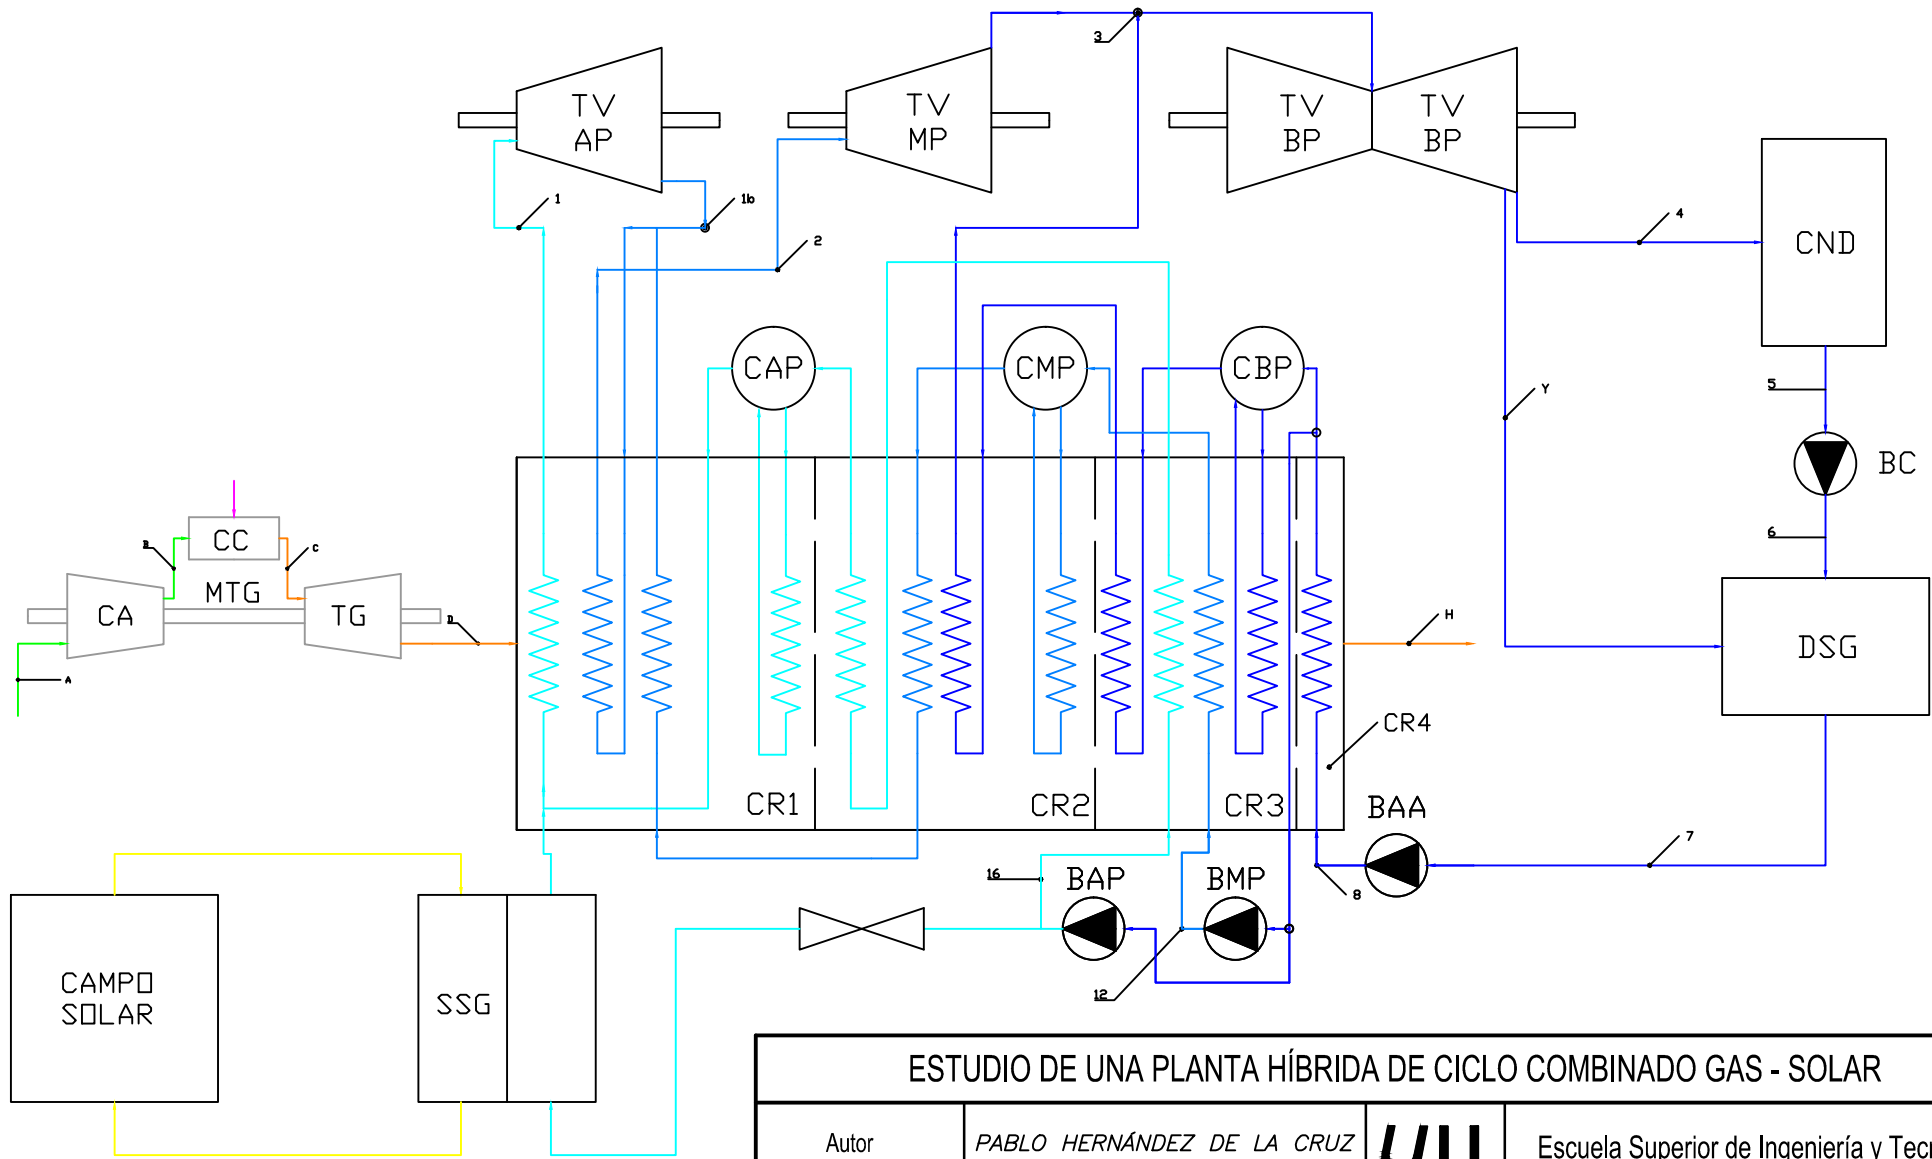 3
TV
AP
TV
MP
TV
BP
TV
BP
1
1b
2
4
CND
CAP
CMP
CBP
5
Y
BC
CC
B
C
6
MTG
CA
TG
D
H
DSG
A
CR4
CR1
CR2
CR3
BAA
7
16
BAP
BMP
8
CAMPO
SOLAR
SSG
12
ESTUDIO DE UNA PLANTA HÍBRIDA DE CICLO COMBINADO GAS - SOLAR
Autor
PABLO HERNÁNDEZ DE LA CRUZ
Escuela Superior de Ingeniería y Tecn